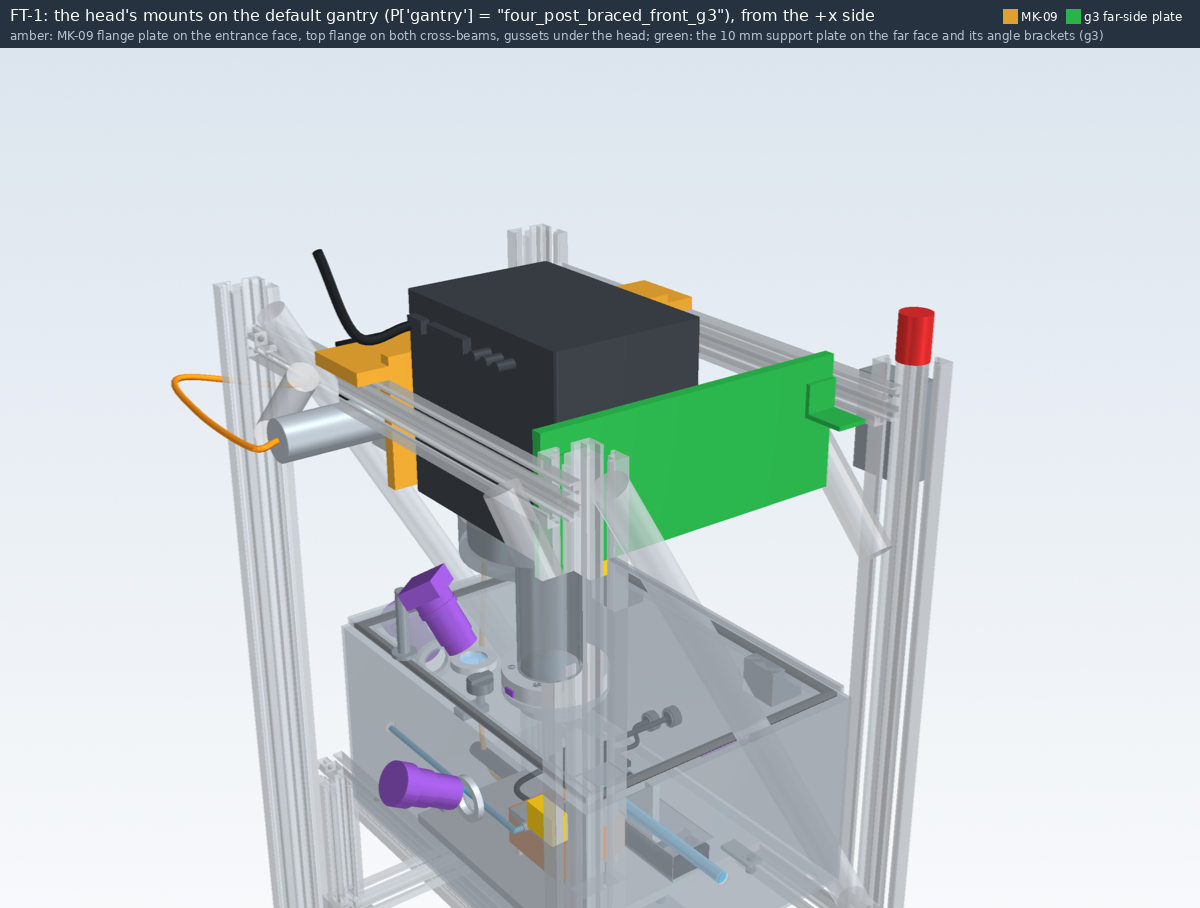 FT-1: the head's mounts on the default gantry (P['gantry'] = "four_post_braced_front_g3"), from the +x side
MK-09
g3 far-side plate
amber: MK-09 flange plate on the entrance face, top flange on both cross-beams, gussets under the head; green: the 10 mm support plate on the far face and its angle brackets (g3)